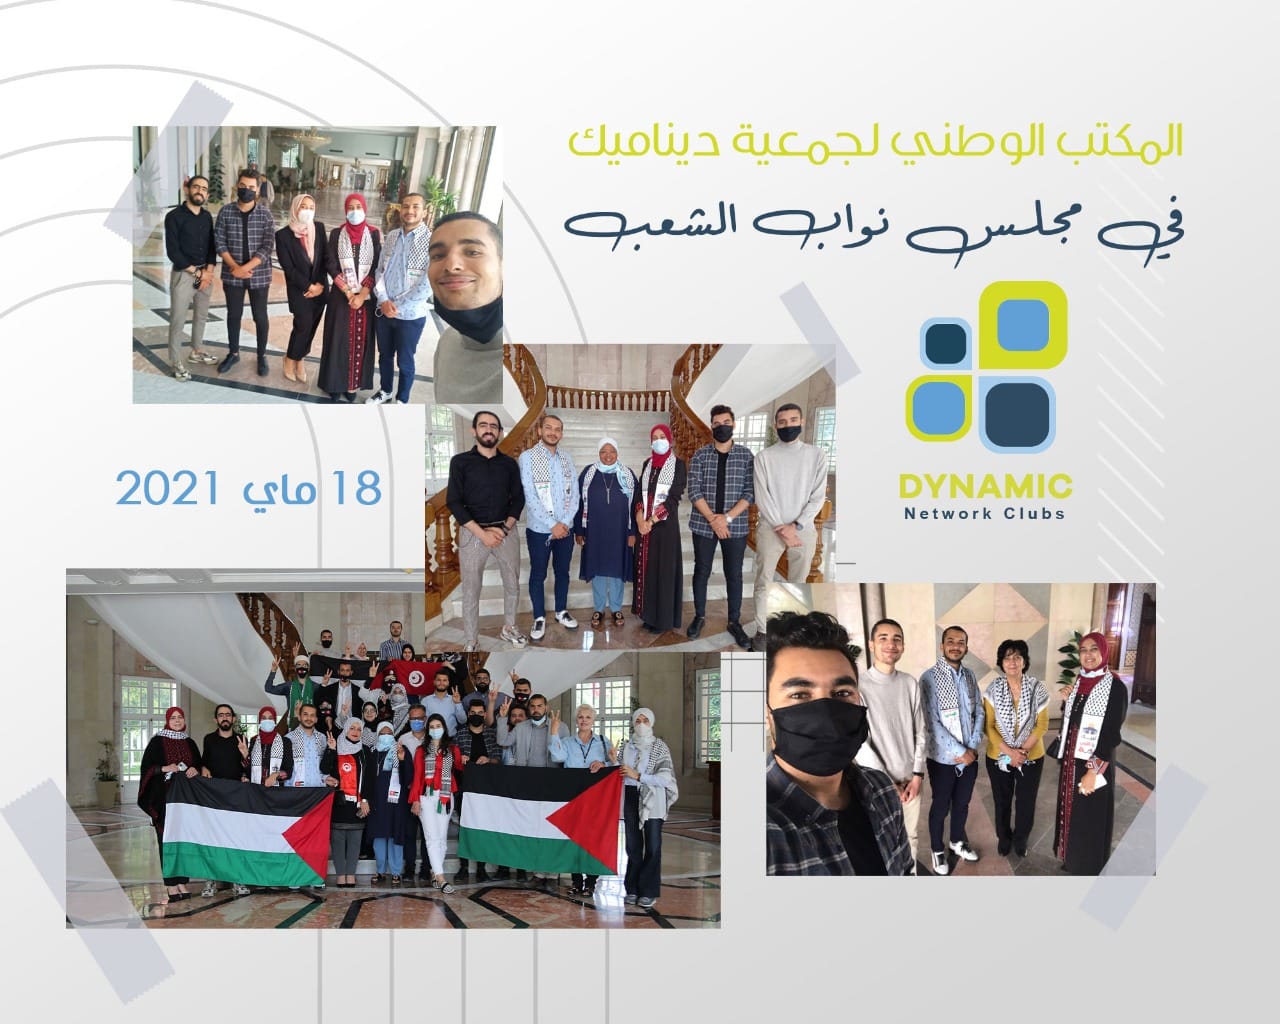 المكتب الوطني لجمعية ديناميك
في مجلس نواب الشعب
DYNAMIC
Network Clubs
18 ماي 2021